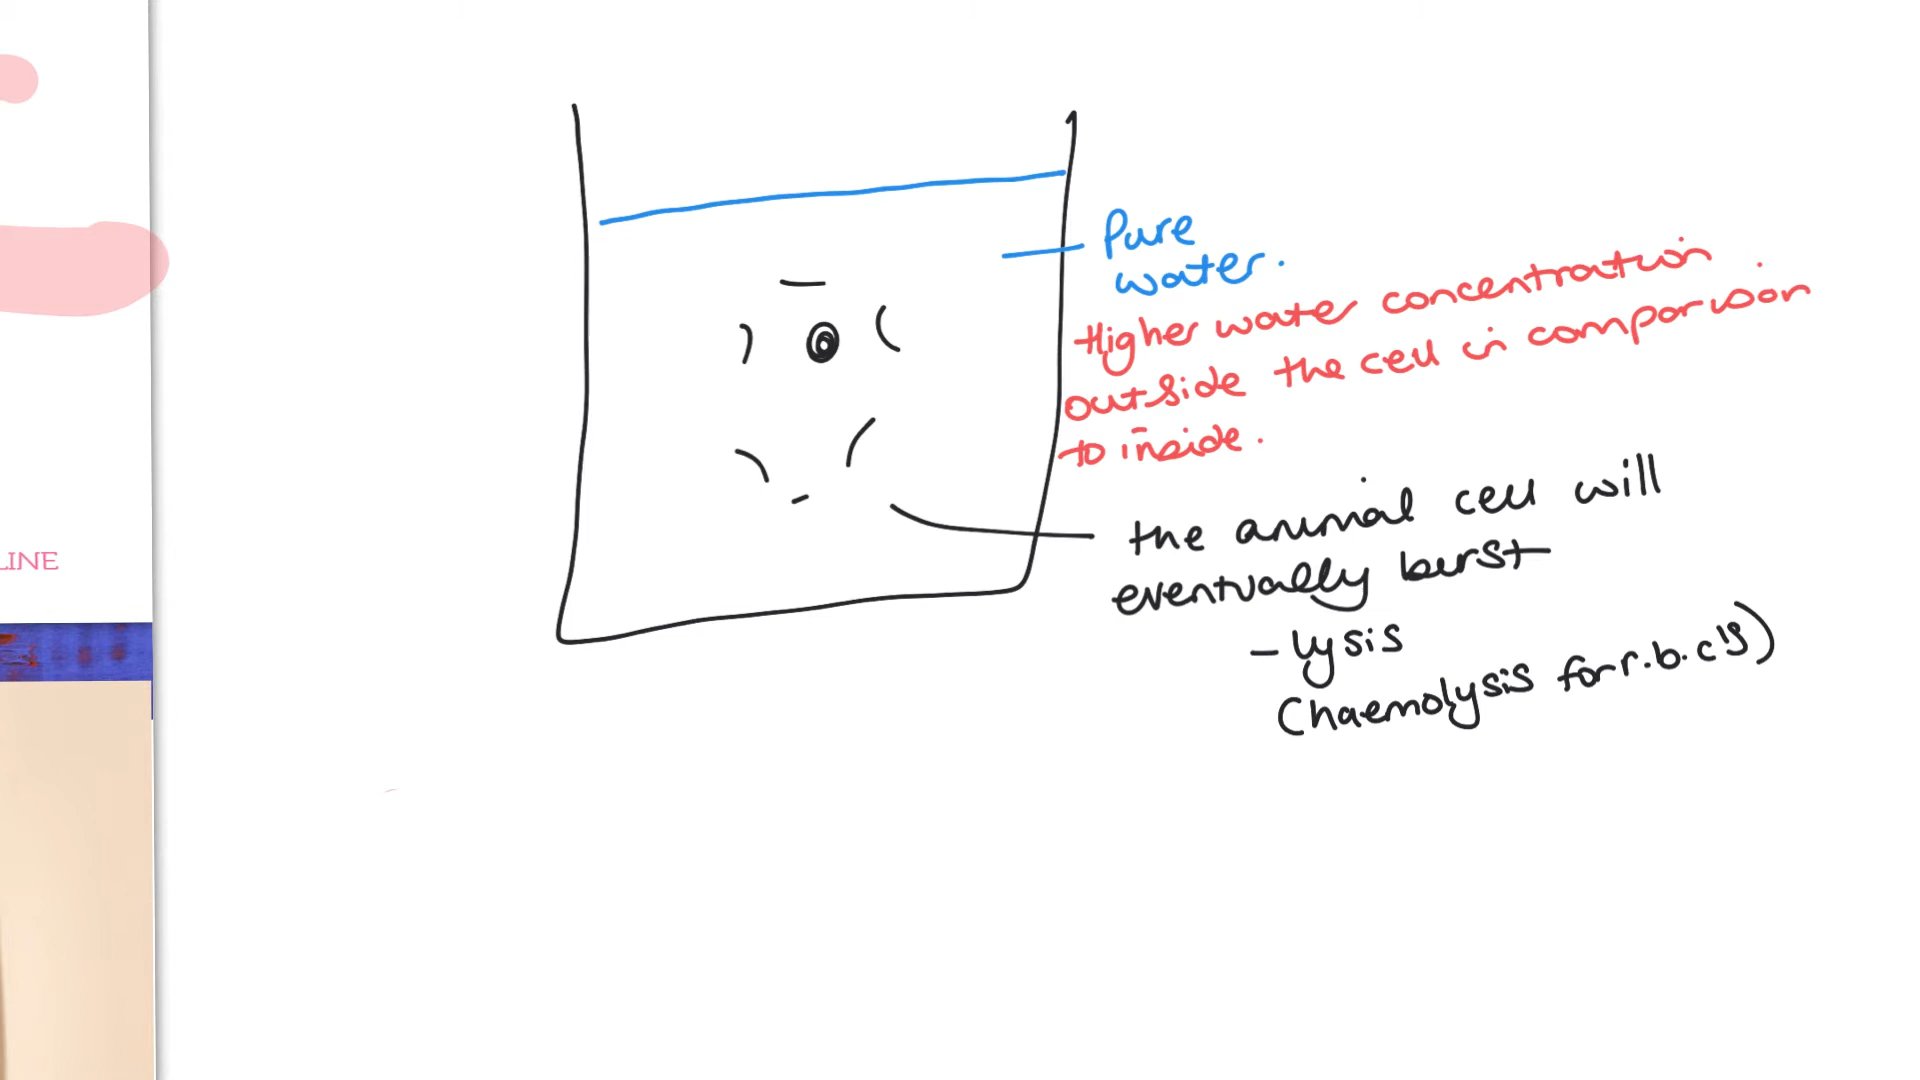 LINE
Pure
water.
Higher water concentration
outside the cell in comparision
to inside.
the animal cell will
eventually burst
- lysis
(haemolysis for r.b.c's)